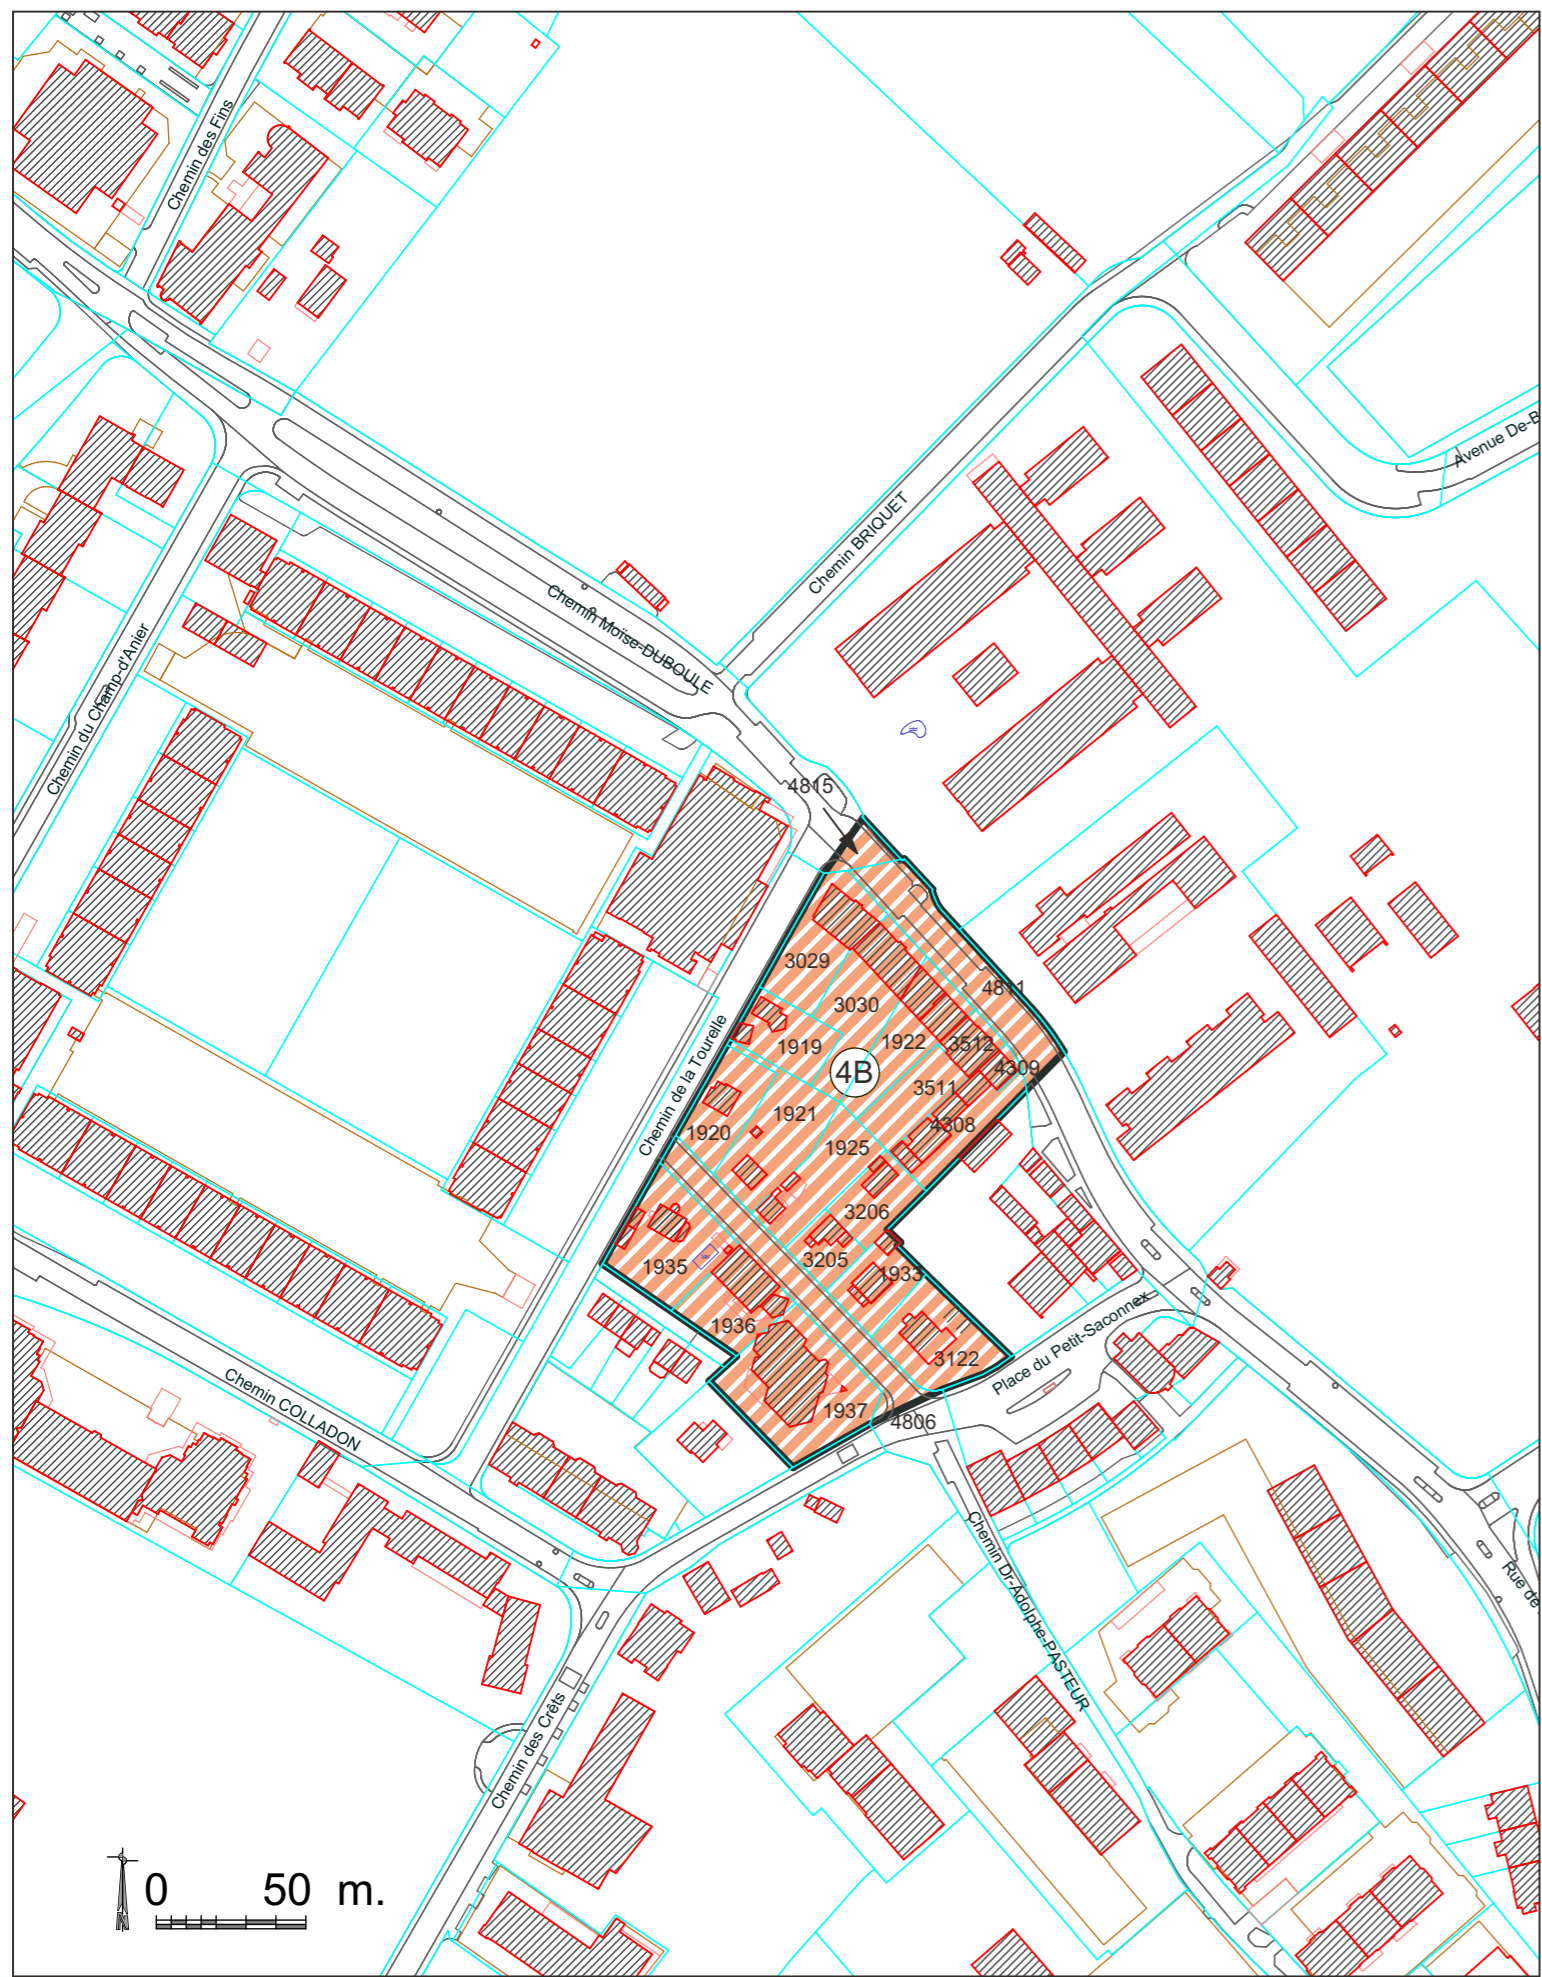 Chemin des Fins
Avenue De-B
Chemin BRIQUET
Chemin Moïse-DUBOULE
Chemin du Champ-d'Anier
4815
3029
4811
3030
1919
1922
3512
4B
4309
3511
1921
4308
1920
1925
Chemin de la Tourelle
3206
3205
1935
1933
1936
3122
Place du Petit-Saconnex
1937
4806
Chemin COLLADON
Chemin Dr-Adolphe-PASTEUR
Rue de
Chemin des Crêts
0 50 m.